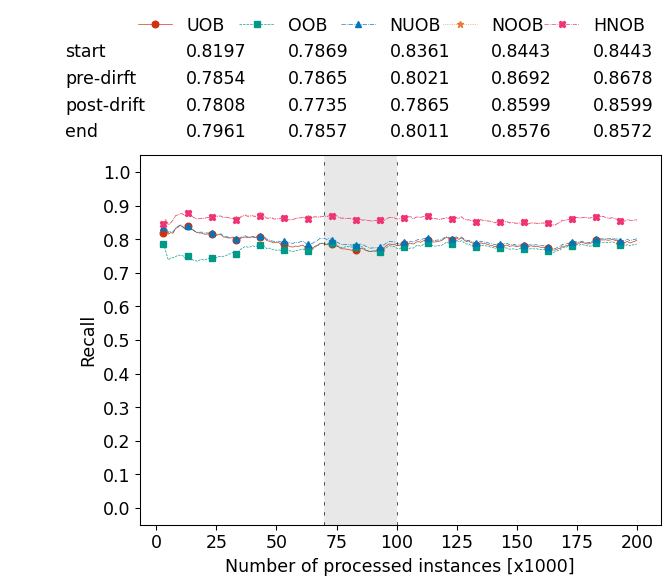 UOB OOB NUOB NOOB HNOB
start 0.8197 0.7869 0.8361 0.8443 0.8443
pre-dirft 0.7854 0.7865 0.8021 0.8692 0.8678
post-drift 0.7808 0.7735 0.7865 0.8599 0.8599
end 0.7961 0.7857 0.8011 0.8576 0.8572
1.0
0.9
0.8
0.7
0.6
0.5
0.4
0.3
0.2
0.1
0.0
Recall
0 25 50 75 100 125 150 175 200
Number of processed instances [x1000]